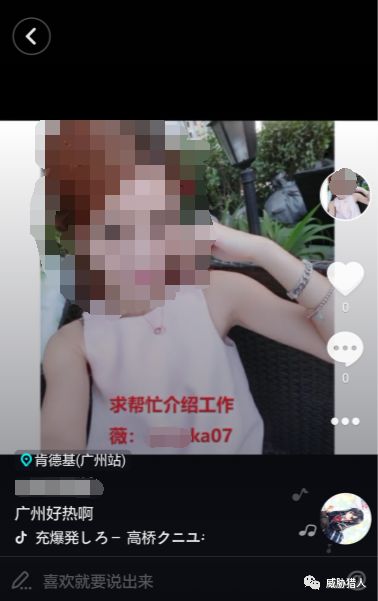 求帮忙介绍工作
薇： ka07
0
0
肯德基(广州站)
广州好热啊
充爆発しろー 高桥クニユ
喜欢就要说出来
威胁猎人